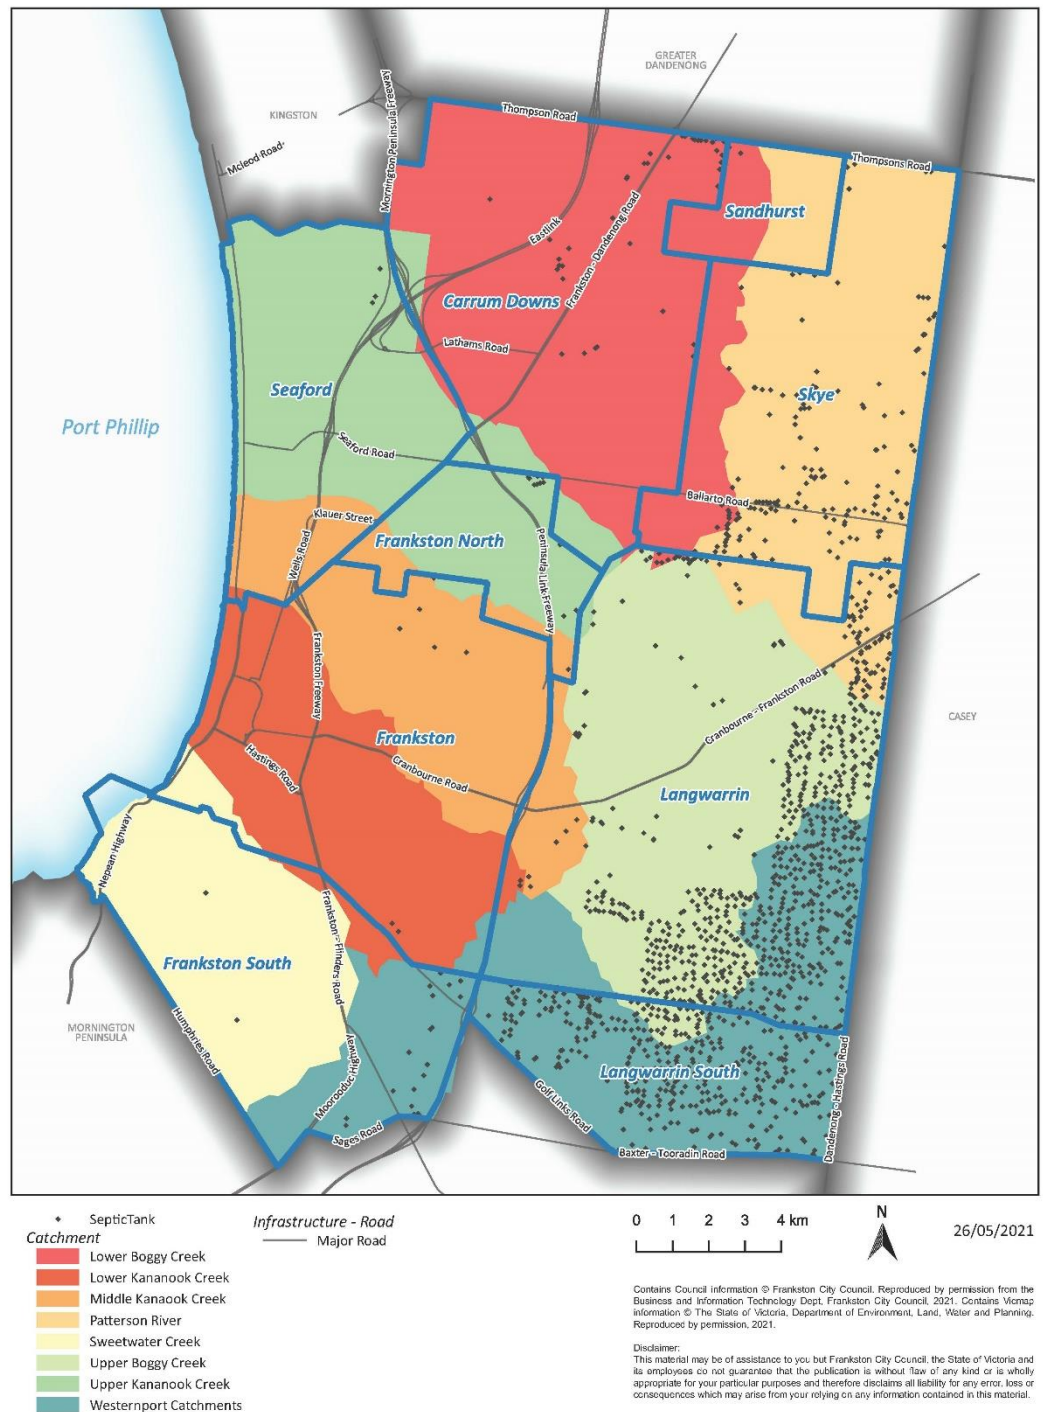 GREATER
DANDENONG
KINGSTON
Mornington Peninsula Freeway
Thompson Road
Mcleod Road
Thompsons Road
Sandhurst
Eastlink
Frankston - Dandenong Road
Carrum Downs
Lathams Road
Seaford
Skye
Port Phillip
Seaford Road
Ballarto Road
Klauer Street
Frankston North
Wells Road
Peninsula Link Freeway
Frankston Freeway
Cranbourne - Frankston Road
CASEY
Frankston
Hastings Road
Cranbourne Road
Langwarrin
Nepean Highway
Frankston - Flinders Road
Frankston South
Humphries Road
MORNINGTON
PENINSULA
Moorooduc Highway
Langwarrin South
Golf Links Road
Sages Road
Baxter - Tooradin Road
Dandenong - Hastings Road
SepticTank
Catchment
Lower Boggy Creek
Lower Kananook Creek
Middle Kanaook Creek
Patterson River
Sweetwater Creek
Upper Boggy Creek
Upper Kananook Creek
Westernport Catchments
Infrastructure - Road
Major Road
0 1 2 3 4 km
N
26/05/2021
Contains Council information © Frankston City Council. Reproduced by permission from the
Business and Information Technology Dept, Frankston City Council, 2021. Contains Vicmap
information © The State of Victoria, Department of Environment, Land, Water and Planning.
Reproduced by permission, 2021.
Disclaimer:
This material may be of assistance to you but Frankston City Council, the State of Victoria and
its employees do not guarantee that the publication is without flaw of any kind or is wholly
appropriate for your particular purposes and therefore disclaims all liability for any error, loss or
consequences which may arise from your relying on any information contained in this material.